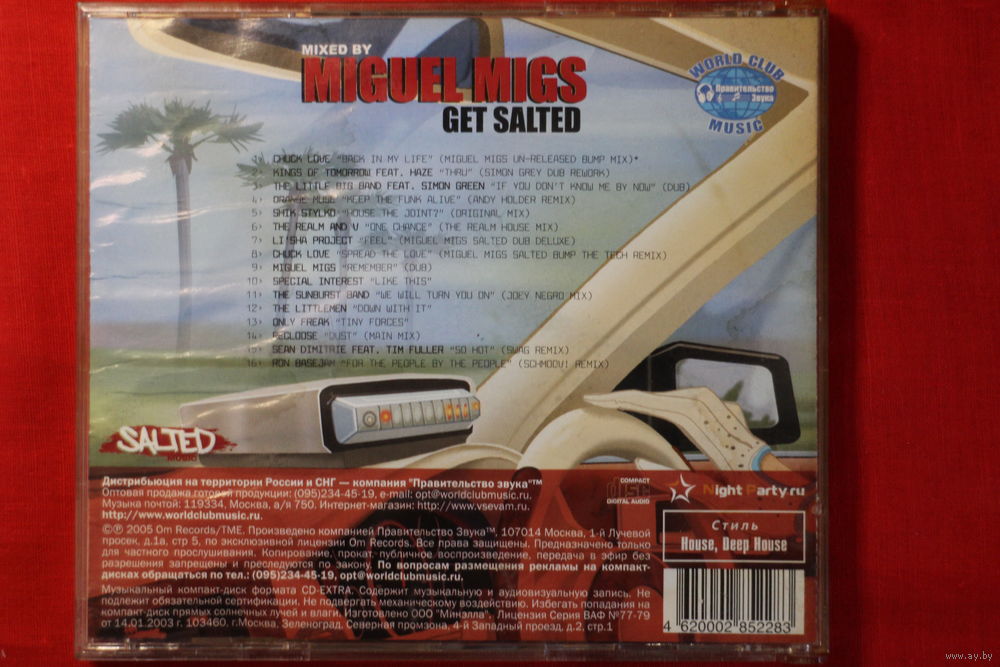 MIXED BY
MIGUEL MIGS
GET SALTED
WORLD CLUB
Правительство
Звука
MUSIC
1> CHUCK LOVE "BACK IN MY LIFE" (MIGUEL MIGS UN-RELEASED BUMP MIX)*
2> KINGS OF TOMORROW FEAT. HAZE "THRU" (SIMON GREY DUB REWORK)
3> THE LITTLE BIG BAND FEAT. SIMON GREEN "IF YOU DON'T KNOW ME BY NOW" (DUB)
4> ORANGE MUSE "KEEP THE FUNK ALIVE" (ANDY HOLDER REMIX)
5> SHIK STYLKO "HOUSE THE JOINT?" (ORIGINAL MIX)
6> THE REALM AND V "ONE CHANCE" (THE REALM HOUSE MIX)
7> LI'SHA PROJECT "FEEL" (MIGUEL MIGS SALTED DUB DELUXE)
8> CHUCK LOVE "SPREAD THE LOVE" (MIGUEL MIGS SALTED BUMP THE TECH REMIX)
9> MIGUEL MIGS "REMEMBER" (DUB)
10> SPECIAL INTEREST "LIKE THIS"
11> THE SUNBURST BAND "WE WILL TURN YOU ON" (JOEY NEGRO MIX)
12> THE LITTLEMEN "DOWN WITH IT"
13> ONLY FREAK "TINY FORCES"
14> RECLOOSE "DUST" (MAIN MIX)
15> SEAN DIMITRIE FEAT. TIM FULLER "SO HOT" (SWAG REMIX)
16> RON BASEJAM "FOR THE PEOPLE BY THE PEOPLE" (SCHMOOV! REMIX)
SALTED
MUSIC
Дистрибьюция на территории России и СНГ — компания "Правительство звука"™
Оптовая продажа готовой продукции: (095)234-45-19, e-mail: opt@worldclubmusic.ru.
Музыка почтой: 119334, Москва, а/я 750. Интернет-магазин: http://www.vsevam.ru.
http://www.worldclubmusic.ru.
©℗ 2005 Om Records/TME. Произведено компанией Правительство Звука™, 107014 Москва, 1-й Лучевой
просек, д.1а, стр 5, по эксклюзивной лицензии Om Records. Все права защищены. Предназначено только
для частного прослушивания. Копирование, прокат, публичное воспроизведение, передача в эфир без
разрешения запрещены и преследуются по закону. По вопросам размещения рекламы на компакт-
дисках обращаться по тел.: (095)234-45-19, opt@worldclubmusic.ru.
Музыкальный компакт-диск формата CD-EXTRA. Содержит музыкальную и аудиовизуальную запись. Не
подлежит обязательной сертификации. Не подвергать механическому воздействию. Избегать попадания на
компакт-диск прямых солнечных лучей и влаги. Изготовлено ООО "Минэлла". Лицензия Серия ВАФ №77-79
от 14.01.2003 г. 103460, г.Москва, Зеленоград, Северная промзона, 4-й Западный проезд, д.2, стр.1
COMPACT
disc
DIGITAL AUDIO
Night Party.ru
Стиль
House, Deep House
4 620002 852283
www.ay.by